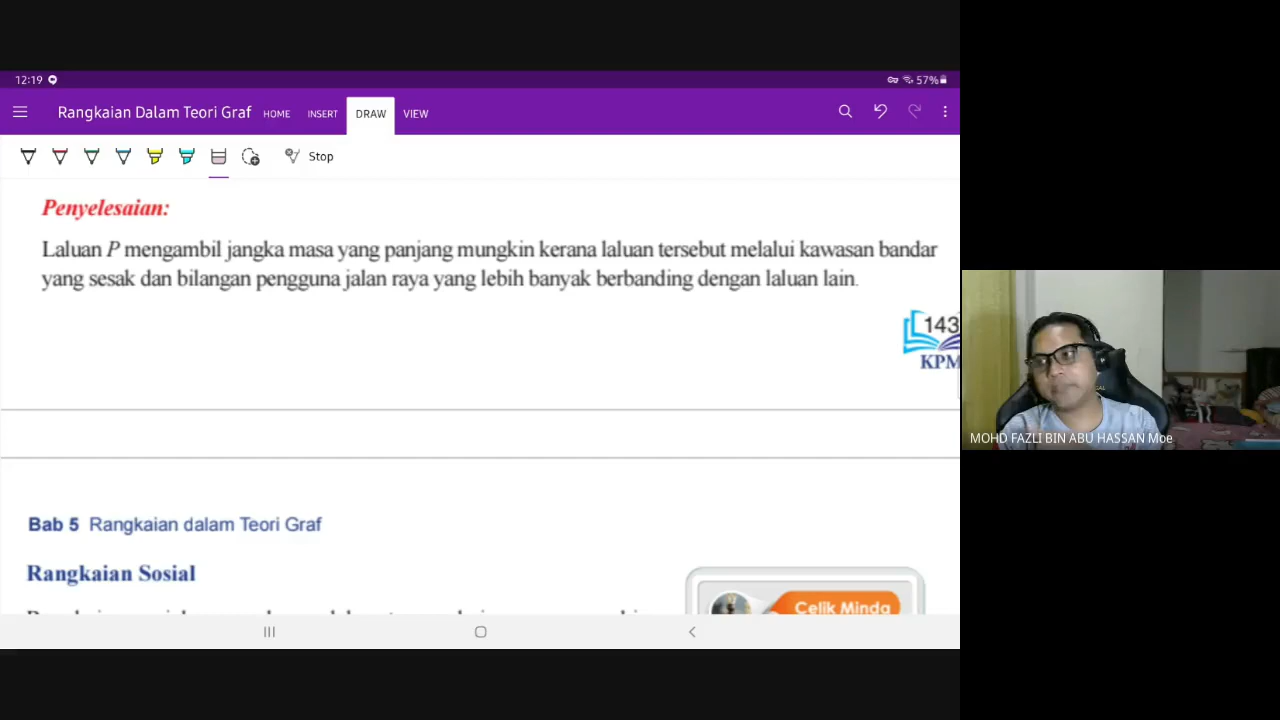 12:19
57%
Rangkaian Dalam Teori Graf HOME INSERT DRAW VIEW
Stop
Penyelesaian:
Laluan P mengambil jangka masa yang panjang mungkin kerana laluan tersebut melalui kawasan bandar
yang sesak dan bilangan pengguna jalan raya yang lebih banyak berbanding dengan laluan lain.
143
KPM
Bab 5 Rangkaian dalam Teori Graf
Rangkaian Sosial
Celik Minda
MOHD FAZLI BIN ABU HASSAN Moe